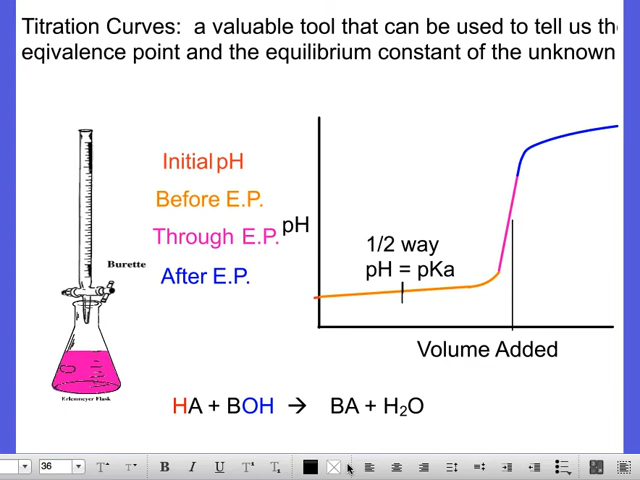 Titration Curves: a valuable tool that can be used to tell us the
eqivalence point and the equilibrium constant of the unknown
Initial pH
Before E.P.
Through E.P.
After E.P.
Burette
Erlenmeyer Flask
pH
1/2 way
pH = pKa
Volume Added
HA + BOH → BA + H₂O
36 T T B I U T T